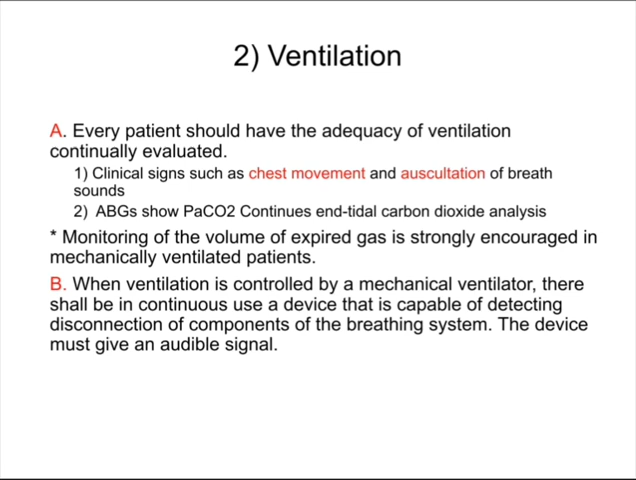 2) Ventilation
A. Every patient should have the adequacy of ventilation
continually evaluated.
1) Clinical signs such as chest movement and auscultation of breath
sounds
2) ABGs show PaCO2 Continues end-tidal carbon dioxide analysis
* Monitoring of the volume of expired gas is strongly encouraged in
mechanically ventilated patients.
B. When ventilation is controlled by a mechanical ventilator, there
shall be in continuous use a device that is capable of detecting
disconnection of components of the breathing system. The device
must give an audible signal.